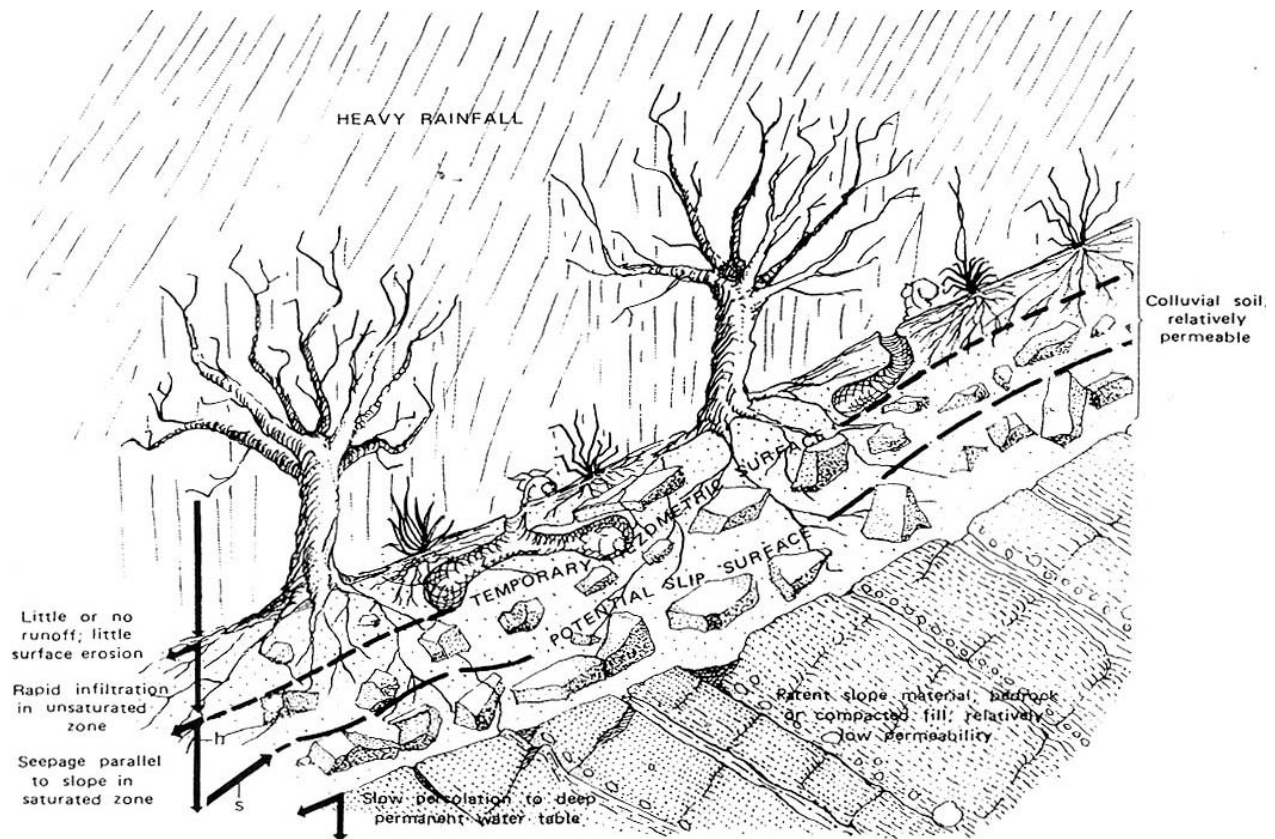 HEAVY RAINFALL
Colluvial soil;
relatively
permeable
TEMPORARY PIEZOMETRIC SURFACE
POTENTIAL SLIP SURFACE
Little or no
runoff; little
surface erosion
Rapid infiltration
in unsaturated
zone
h
Seepage parallel
to slope in
saturated zone
s
Parent slope material, bedrock
or compacted fill; relatively
low permeability
Slow percolation to deep
permanent water table